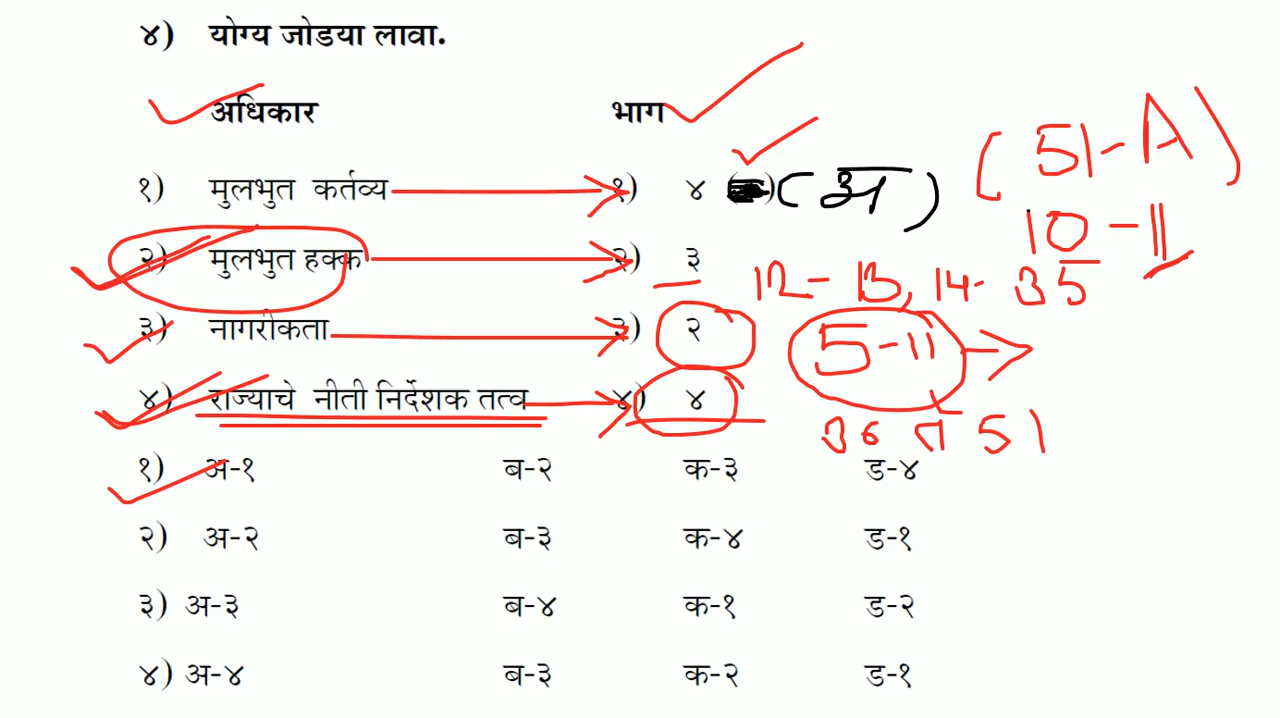 ४) योग्य जोडया लावा.
अधिकार भाग
१) मुलभुत कर्तव्य १) ४ (अ) (51-A)
10-11
२) मुलभुत हक्क २) ३
12-13, 14-35
३) नागरीकता ३) २ 5-11
४) राज्याचे नीती निर्देशक तत्व ४) ४
36 त 51
१) अ-१ ब-२ क-३ ड-४
२) अ-२ ब-३ क-४ ड-१
३) अ-३ ब-४ क-१ ड-२
४) अ-४ ब-३ क-२ ड-१